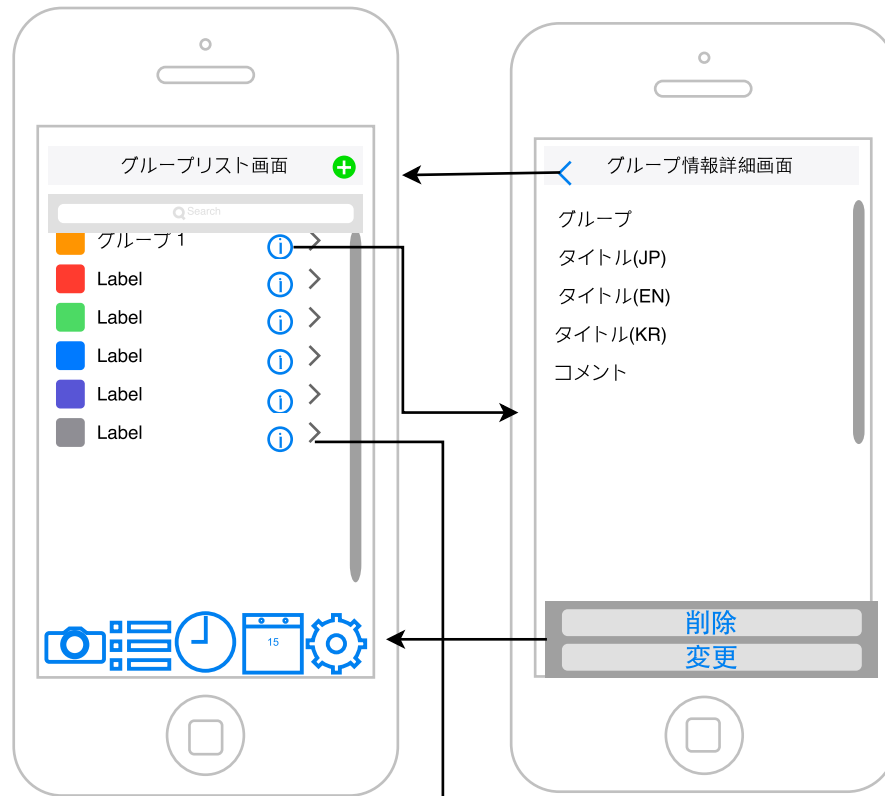 グループリスト画面
Search
グループ 1
Label
Label
Label
Label
Label
15
グループ情報詳細画面
グループ
タイトル(JP)
タイトル(EN)
タイトル(KR)
コメント
削除
変更